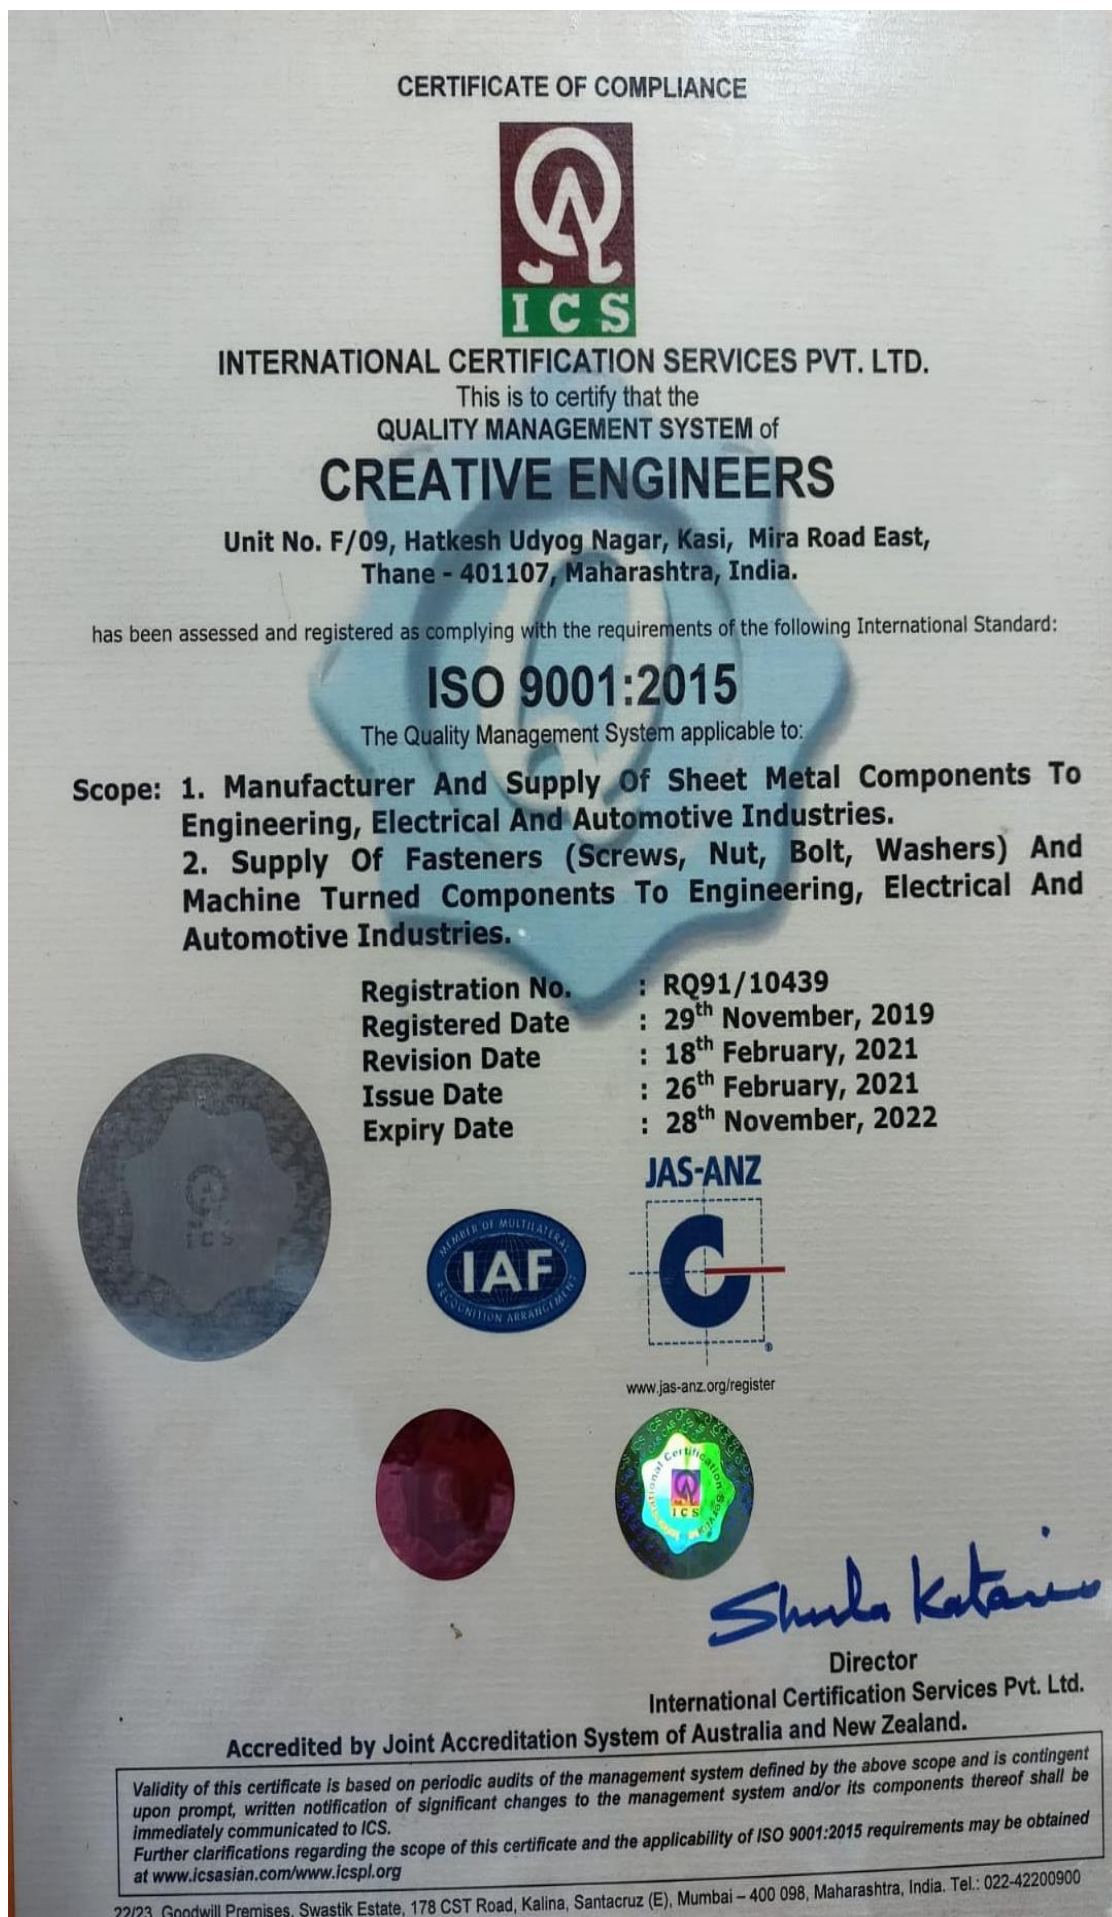 CERTIFICATE OF COMPLIANCE
ICS
INTERNATIONAL CERTIFICATION SERVICES PVT. LTD.
This is to certify that the
QUALITY MANAGEMENT SYSTEM of
CREATIVE ENGINEERS
Unit No. F/09, Hatkesh Udyog Nagar, Kasi, Mira Road East,
Thane - 401107, Maharashtra, India.
has been assessed and registered as complying with the requirements of the following International Standard:
ISO 9001:2015
The Quality Management System applicable to:
Scope: 1. Manufacturer And Supply Of Sheet Metal Components To
Engineering, Electrical And Automotive Industries.
2. Supply Of Fasteners (Screws, Nut, Bolt, Washers) And
Machine Turned Components To Engineering, Electrical And
Automotive Industries.
Registration No. : RQ91/10439
Registered Date : 29th November, 2019
Revision Date : 18th February, 2021
Issue Date : 26th February, 2021
Expiry Date : 28th November, 2022
ICS
MEMBER OF MULTILATERAL
IAF
RECOGNITION ARRANGEMENT
JAS-ANZ
®
www.jas-anz.org/register
ICS
Director
International Certification Services Pvt. Ltd.
Accredited by Joint Accreditation System of Australia and New Zealand.
Validity of this certificate is based on periodic audits of the management system defined by the above scope and is contingent
upon prompt, written notification of significant changes to the management system and/or its components thereof shall be
immediately communicated to ICS.
Further clarifications regarding the scope of this certificate and the applicability of ISO 9001:2015 requirements may be obtained
at www.icsasian.com/www.icspl.org
22/23, Goodwill Premises, Swastik Estate, 178 CST Road, Kalina, Santacruz (E), Mumbai – 400 098, Maharashtra, India. Tel.: 022-42200900